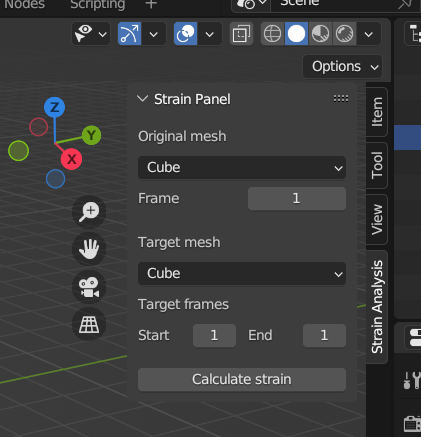 Nodes Scripting + Scene
Options
Z
Y
X
Strain Panel
Original mesh
Cube
Frame 1
Target mesh
Cube
Target frames
Start 1 End 1
Calculate strain
Item
Tool
View
Strain Analysis